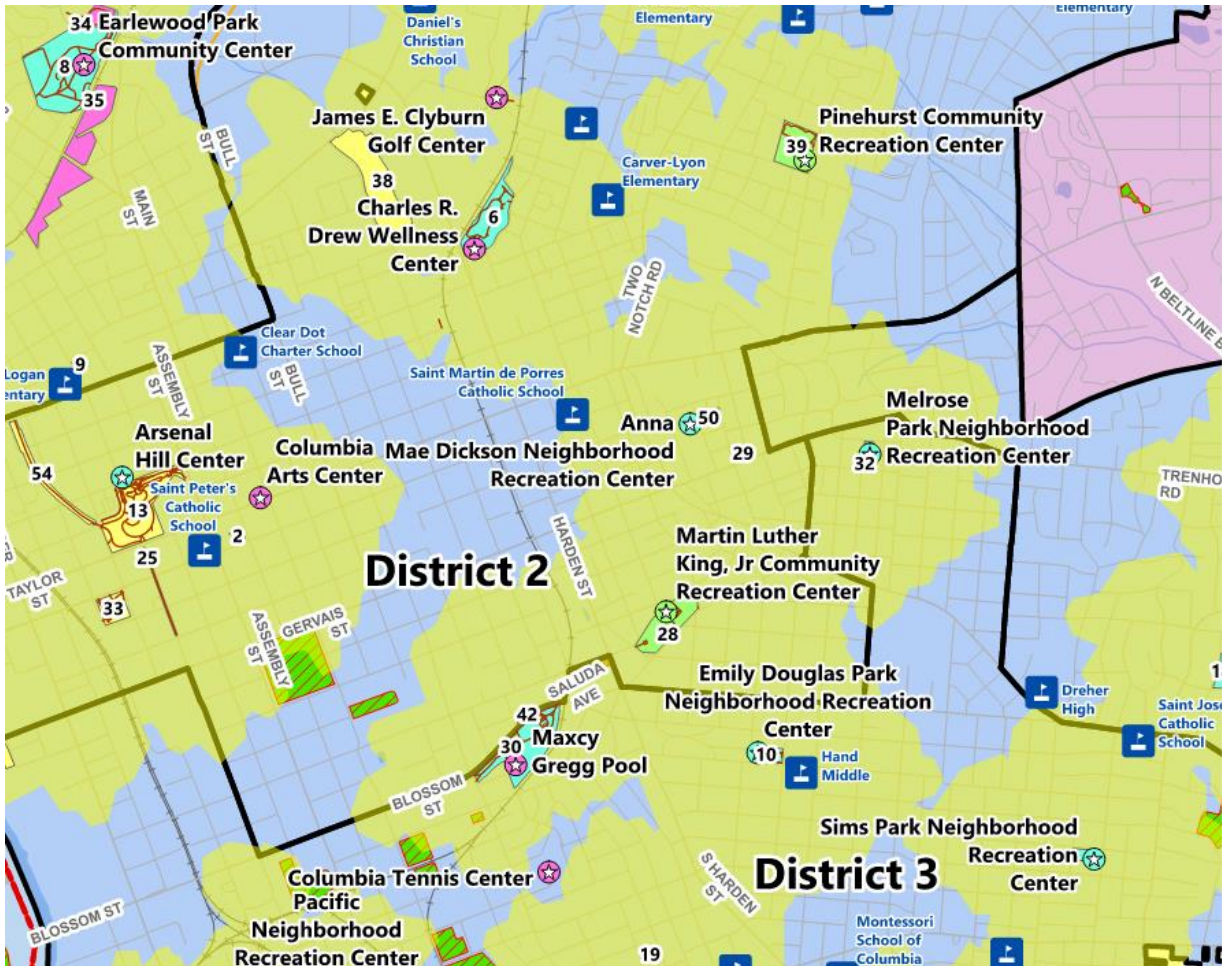 34
Earlewood Park
Community Center
8
35
Daniel's
Christian
School
Elementary
Elementary
BULL
ST
James E. Clyburn
Golf Center
Pinehurst Community
Recreation Center
39
Carver-Lyon
Elementary
38
Charles R.
Drew Wellness
Center
6
MAIN
ST
TWO
NOTCH RD
N BELTLINE B
Clear Dot
Charter School
9
Logan
entary
ASSEMBLY
ST
BULL
ST
Saint Martin de Porres
Catholic School
Anna
50
Mae Dickson Neighborhood
Recreation Center
29
Melrose
Park Neighborhood
Recreation Center
32
TRENHO
RD
Arsenal
Hill Center
Columbia
Arts Center
54
13
Saint Peter's
Catholic
School
2
25
33
ER
TAYLOR
ST
District 2
HARDEN ST
Martin Luther
King, Jr Community
Recreation Center
28
GERVAIS
ST
ASSEMBLY
ST
SALUDA
AVE
Emily Douglas Park
Neighborhood Recreation
Center
10
Hand
Middle
Dreher
High
1
Saint Jose
Catholic
School
42
30
Maxcy
Gregg Pool
BLOSSOM
ST
Sims Park Neighborhood
Recreation
Center
District 3
S HARDEN
ST
Columbia Tennis Center
Pacific
Neighborhood
Recreation Center
BLOSSOM ST
19
Montessori
School of
Columbia